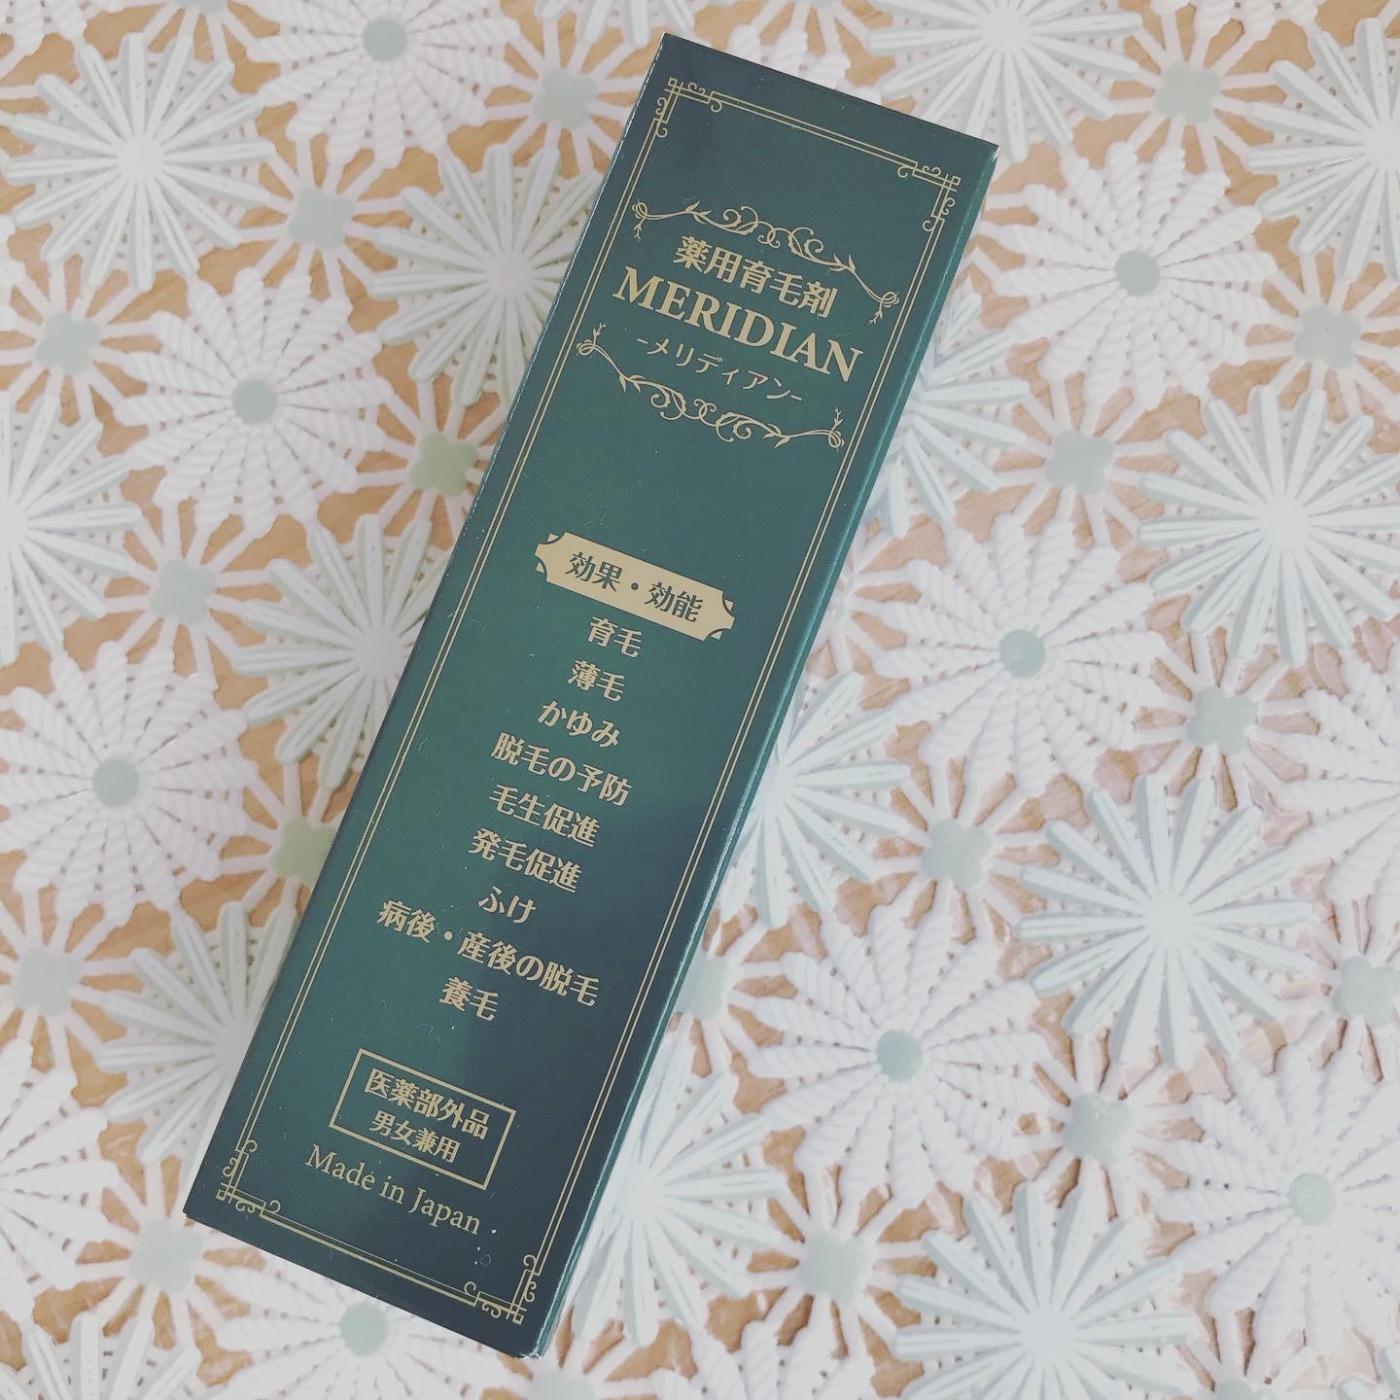 薬用育毛剤
MERIDIAN
-メリディアン-
効果・効能
育毛
薄毛
かゆみ
脱毛の予防
毛生促進
発毛促進
ふけ
病後・産後の脱毛
養毛
医薬部外品
男女兼用
Made in Japan